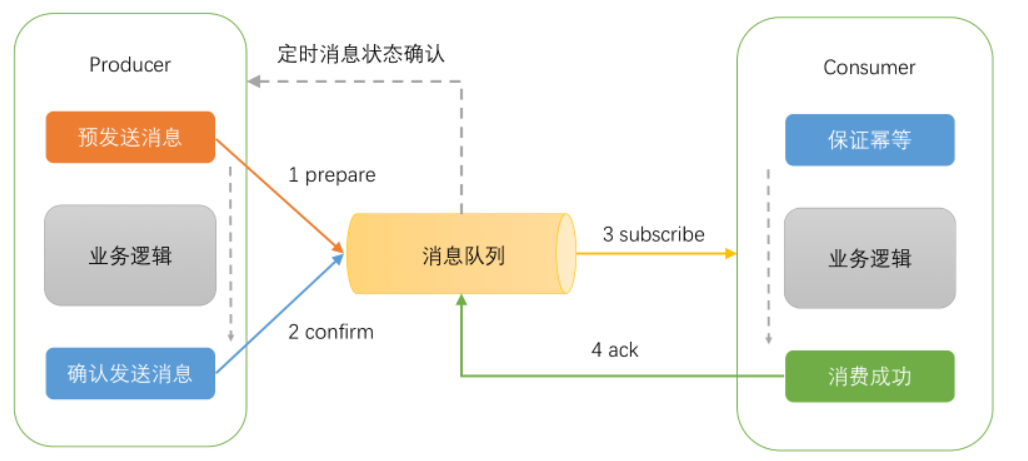 Producer
预发送消息
业务逻辑
确认发送消息
定时消息状态确认
1 prepare
2 confirm
消息队列
3 subscribe
4 ack
Consumer
保证幂等
业务逻辑
消费成功